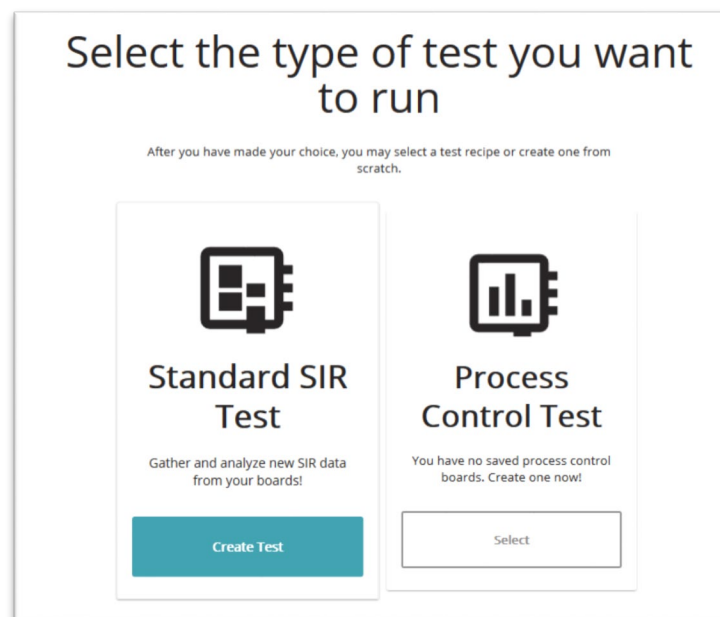 Select the type of test you want
to run
After you have made your choice, you may select a test recipe or create one from
scratch.
Standard SIR
Test
Gather and analyze new SIR data
from your boards!
Create Test
Process
Control Test
You have no saved process control
boards. Create one now!
Select